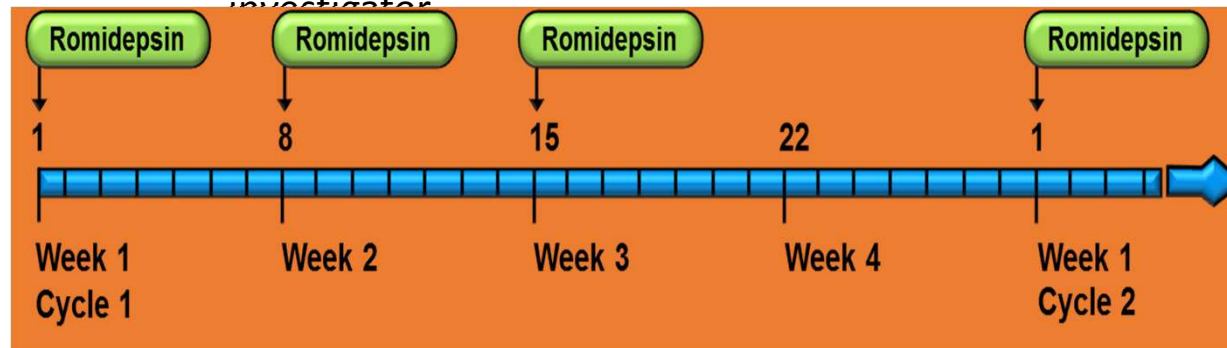 investigator
Romidepsin Romidepsin Romidepsin Romidepsin
1 8 15 22 1
Week 1 Week 2 Week 3 Week 4 Week 1
Cycle 1 Cycle 2